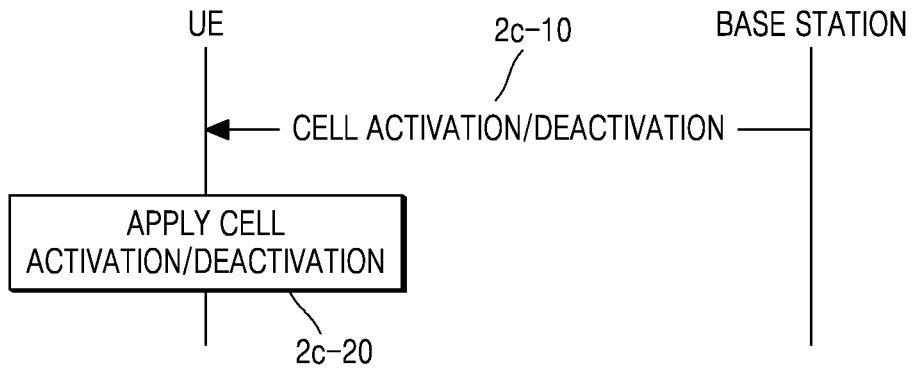 UE
BASE STATION
2c-10
CELL ACTIVATION/DEACTIVATION
APPLY CELL
ACTIVATION/DEACTIVATION
2c-20